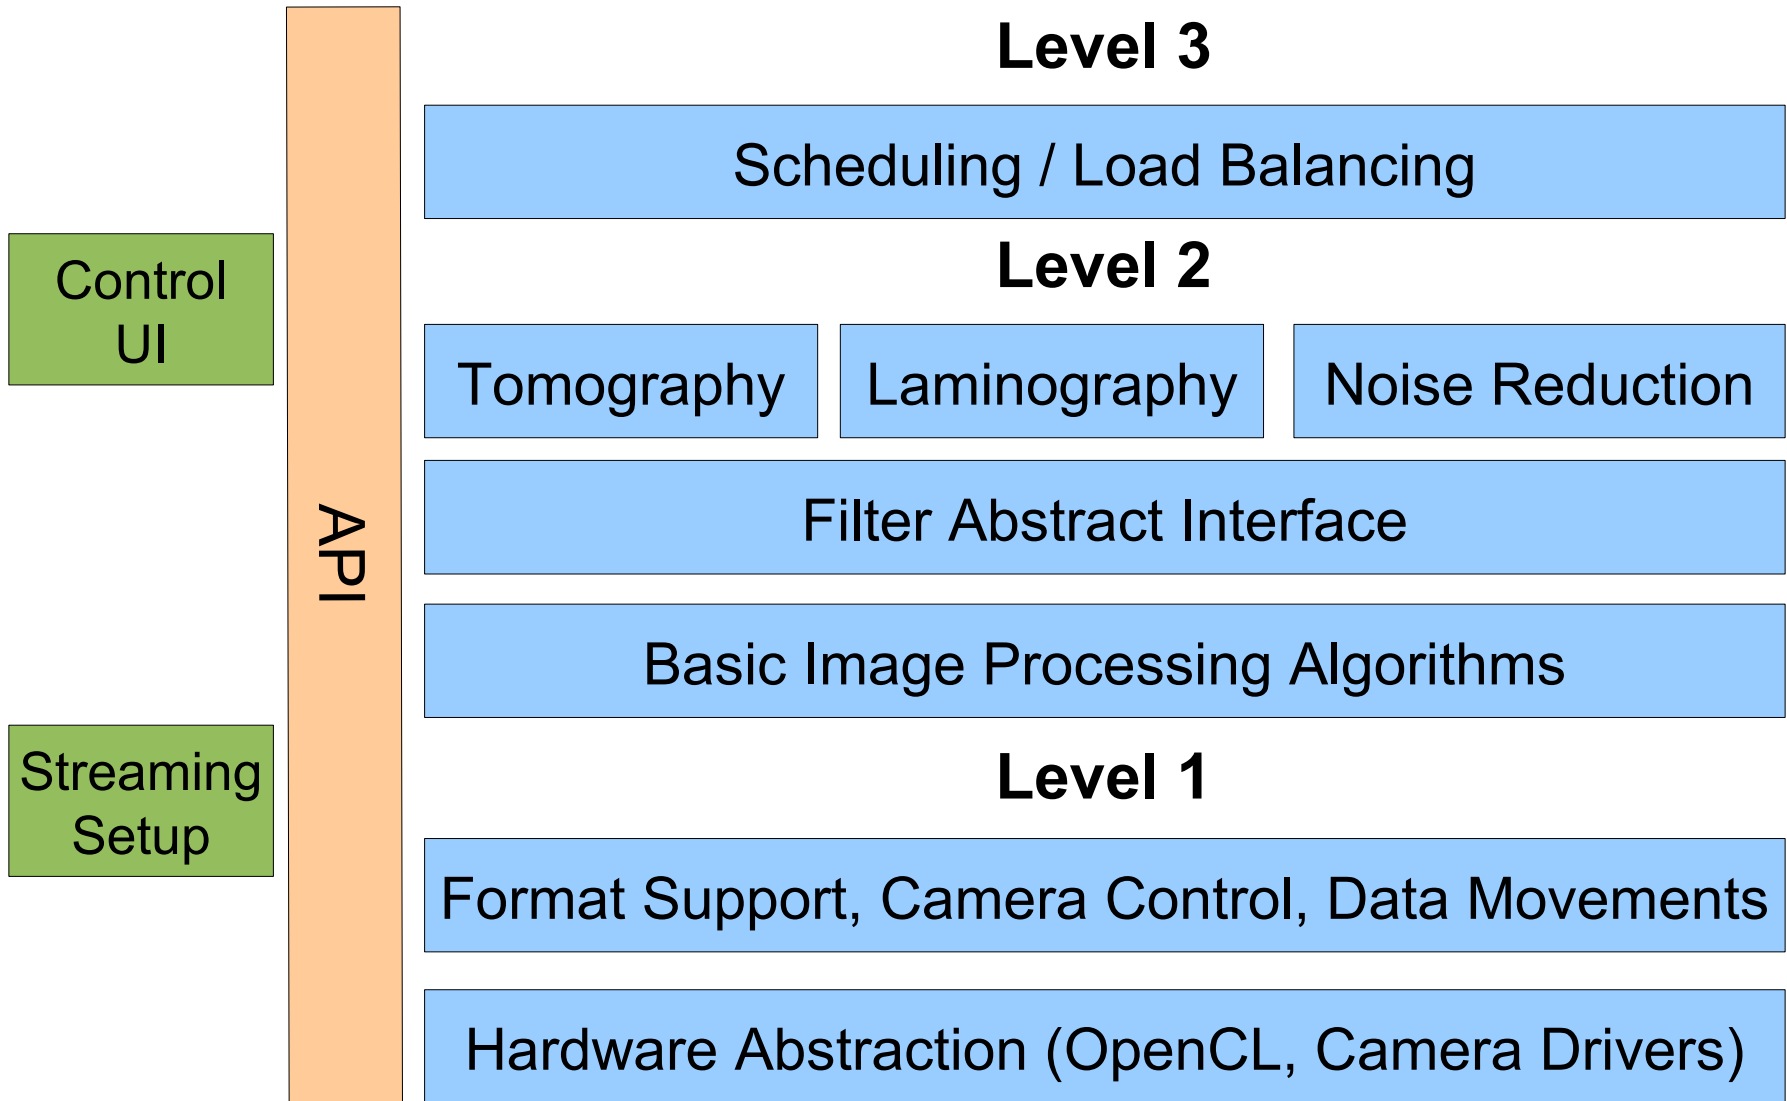 Level 3
Scheduling / Load Balancing
Control
UI
Level 2
Tomography
Laminography
Noise Reduction
API
Filter Abstract Interface
Basic Image Processing Algorithms
Streaming
Setup
Level 1
Format Support, Camera Control, Data Movements
Hardware Abstraction (OpenCL, Camera Drivers)